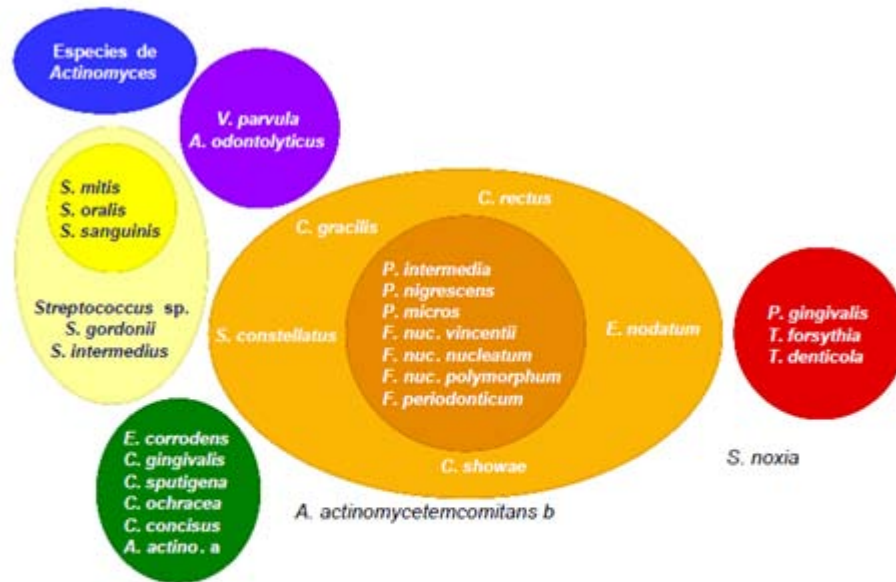 Especies de
Actinomyces
V. parvula
A. odontolyticus
S. mitis
S. oralis
S. sanguinis
Streptococcus sp.
S. gordonii
S. intermedius
C. rectus
C. gracilis
S. constellatus
P. intermedia
P. nigrescens
P. micros
F. nuc. vincentii
F. nuc. nucleatum
F. nuc. polymorphum
F. periodonticum
E. nodatum
C. showae
P. gingivalis
T. forsythia
T. denticola
S. noxia
E. corrodens
C. gingivalis
C. sputigena
C. ochracea
C. concisus
A. actino. a
A. actinomycetemcomitans b